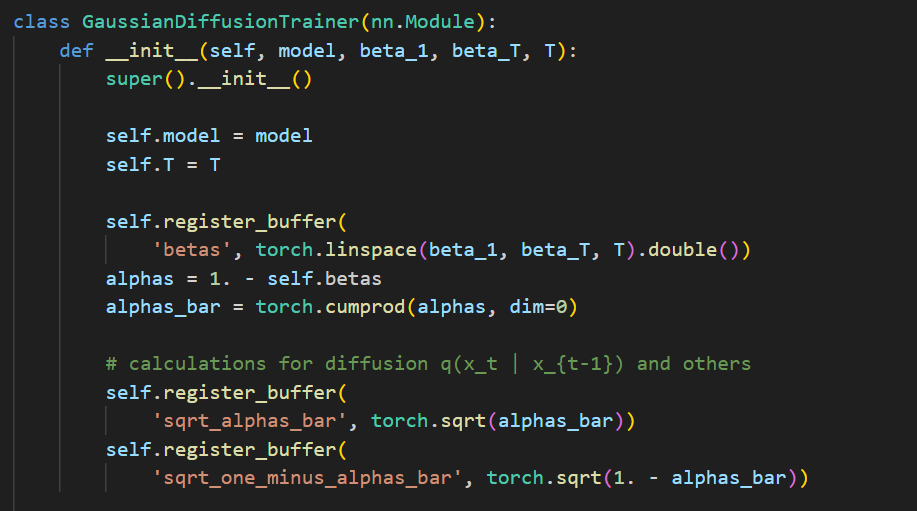 class GaussianDiffusionTrainer(nn.Module):
    def __init__(self, model, beta_1, beta_T, T):
        super().__init__()

        self.model = model
        self.T = T

        self.register_buffer(
            'betas', torch.linspace(beta_1, beta_T, T).double())
        alphas = 1. - self.betas
        alphas_bar = torch.cumprod(alphas, dim=0)

        # calculations for diffusion q(x_t | x_{t-1}) and others
        self.register_buffer(
            'sqrt_alphas_bar', torch.sqrt(alphas_bar))
        self.register_buffer(
            'sqrt_one_minus_alphas_bar', torch.sqrt(1. - alphas_bar))